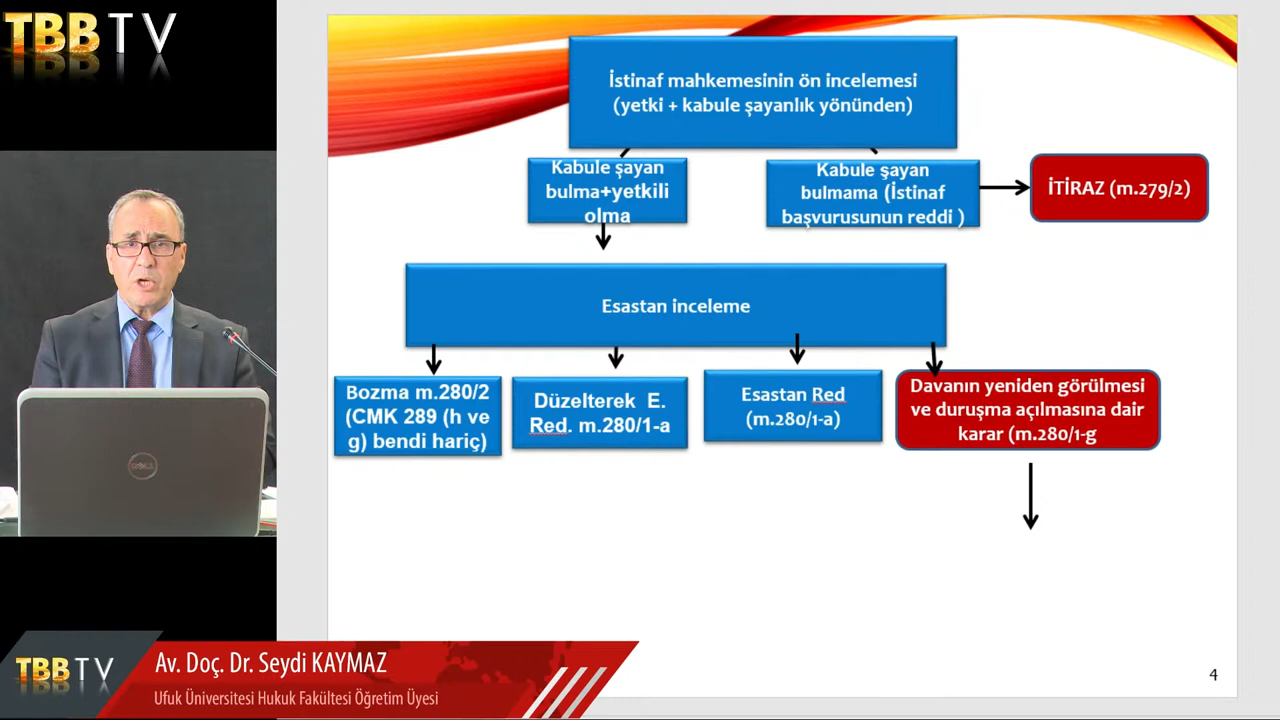 TBB TV
İstinaf mahkemesinin ön incelemesi
(yetki + kabule şayanlık yönünden)
Kabule şayan
bulma+yetkili
olma
Kabule şayan
bulmama (İstinaf
başvurusunun reddi )
İTİRAZ (m.279/2)
Esastan inceleme
Bozma m.280/2
(CMK 289 (h ve
g) bendi hariç)
Düzelterek E.
Red. m.280/1-a
Esastan Red
(m.280/1-a)
Davanın yeniden görülmesi
ve duruşma açılmasına dair
karar (m.280/1-g
DELL
TBB TV
Av. Doç. Dr. Seydi KAYMAZ
Ufuk Üniversitesi Hukuk Fakültesi Öğretim Üyesi
4